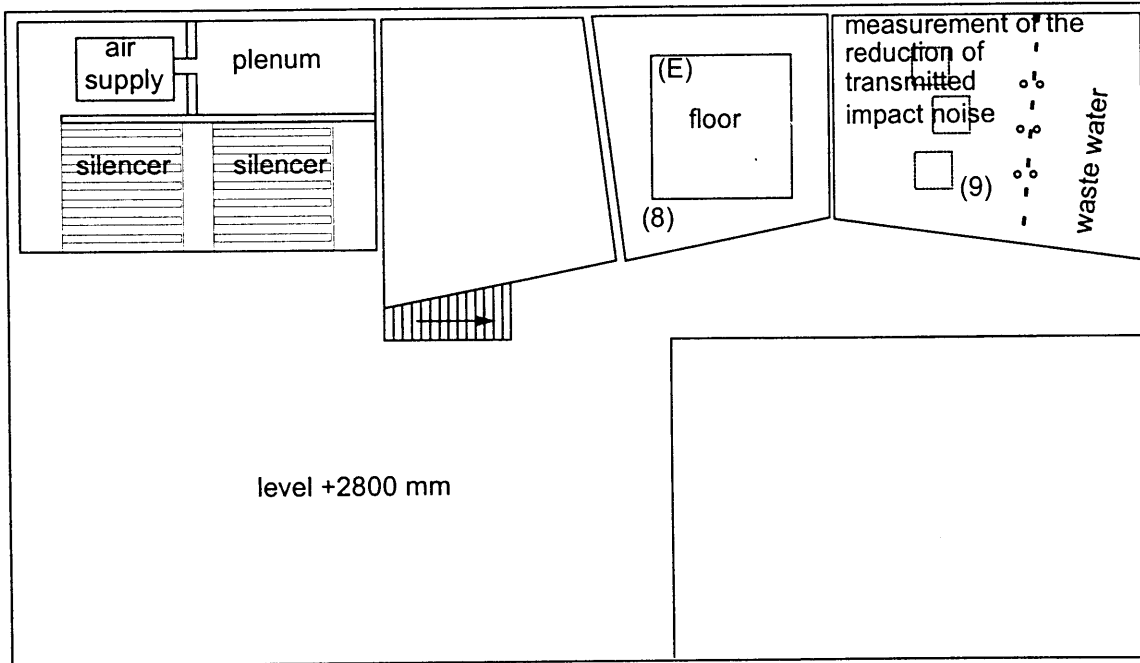 air
supply
plenum
silencer
silencer
(E)
floor
(8)
measurement of the
reduction of
transmitted
impact noise
(9)
waste water
level +2800 mm